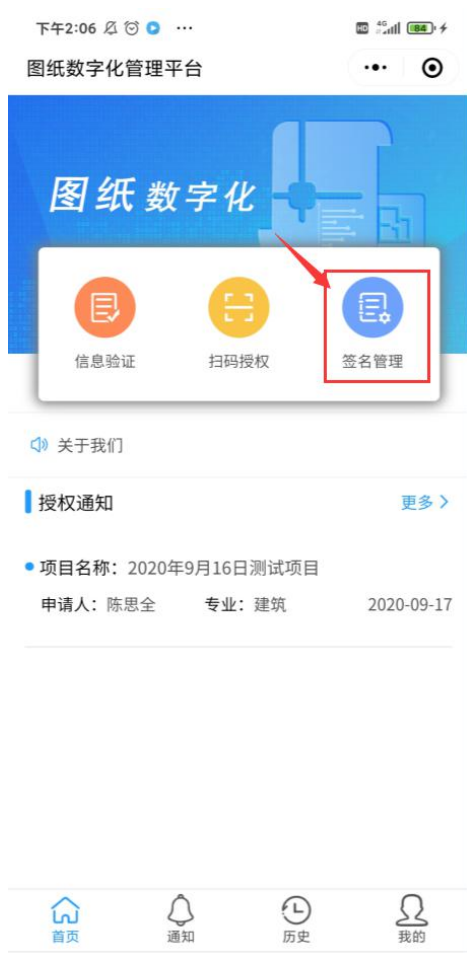 下午2:06 HD 4G 84
图纸数字化管理平台
图纸数字化
信息验证 扫码授权 签名管理
关于我们
授权通知 更多
项目名称：2020年9月16日测试项目
申请人：陈思全 专业：建筑 2020-09-17
首页 通知 历史 我的